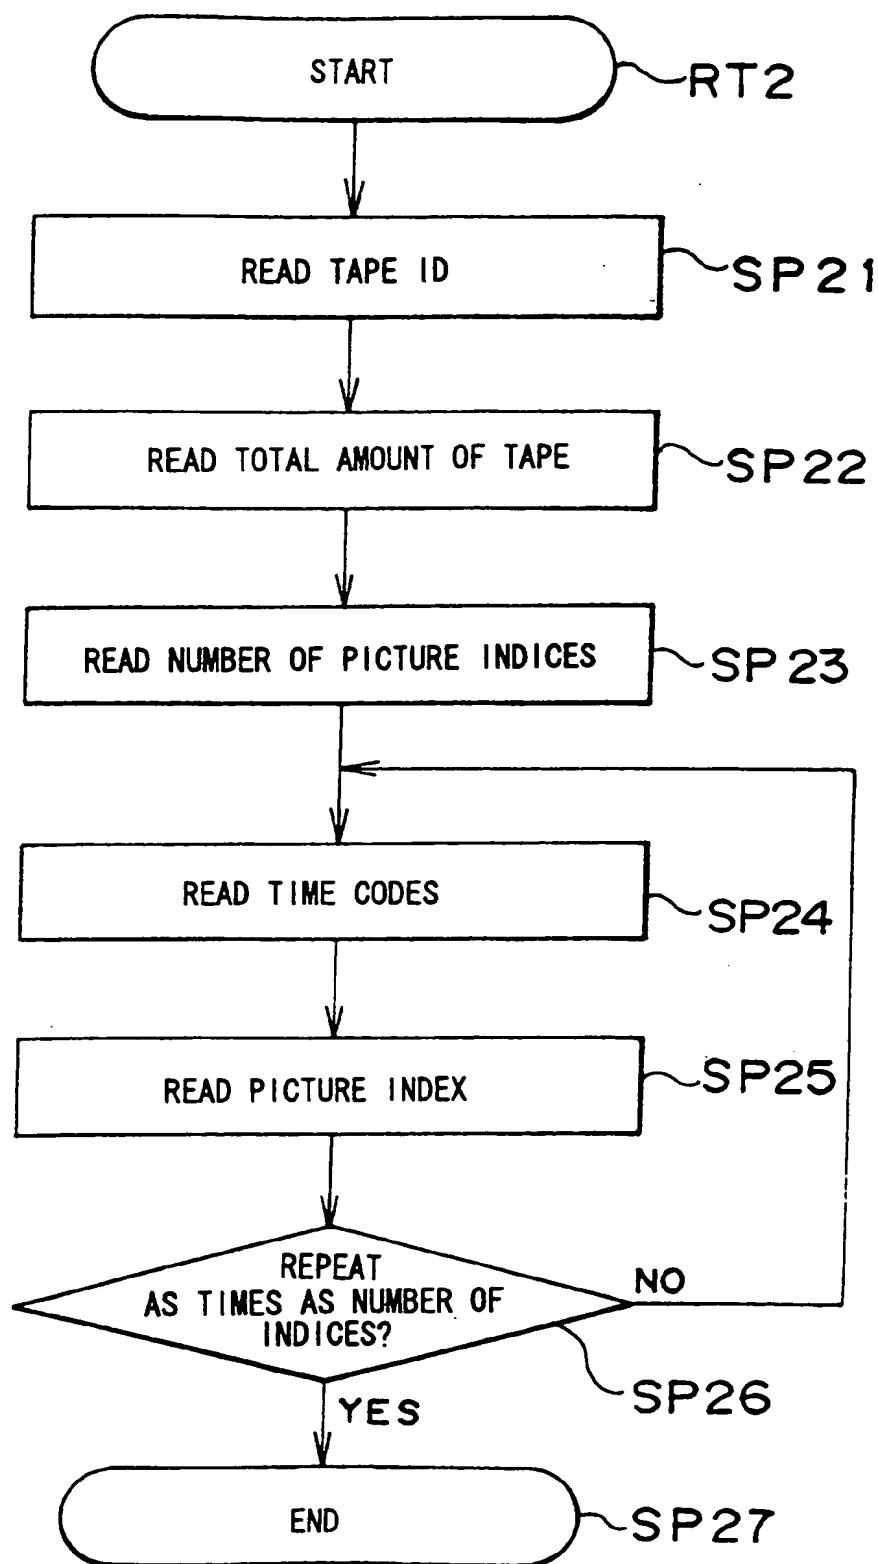 START
RT2
READ TAPE ID
SP21
READ TOTAL AMOUNT OF TAPE
SP22
READ NUMBER OF PICTURE INDICES
SP23
READ TIME CODES
SP24
READ PICTURE INDEX
SP25
REPEAT
AS TIMES AS NUMBER OF
INDICES?
NO
SP26
YES
END
SP27